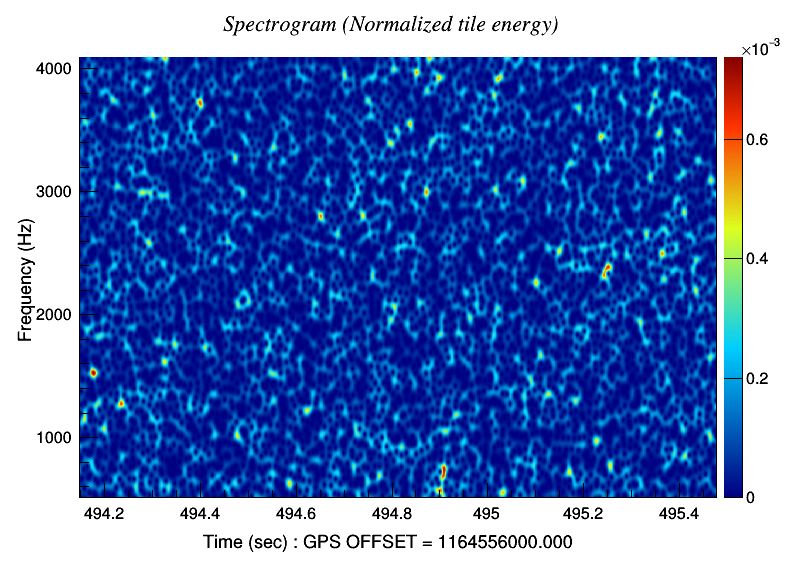 Spectrogram (Normalized tile energy)
×10⁻³
4000
3000
2000
1000
Frequency (Hz)
0.6
0.4
0.2
0
494.2 494.4 494.6 494.8 495 495.2 495.4
Time (sec) : GPS OFFSET = 1164556000.000